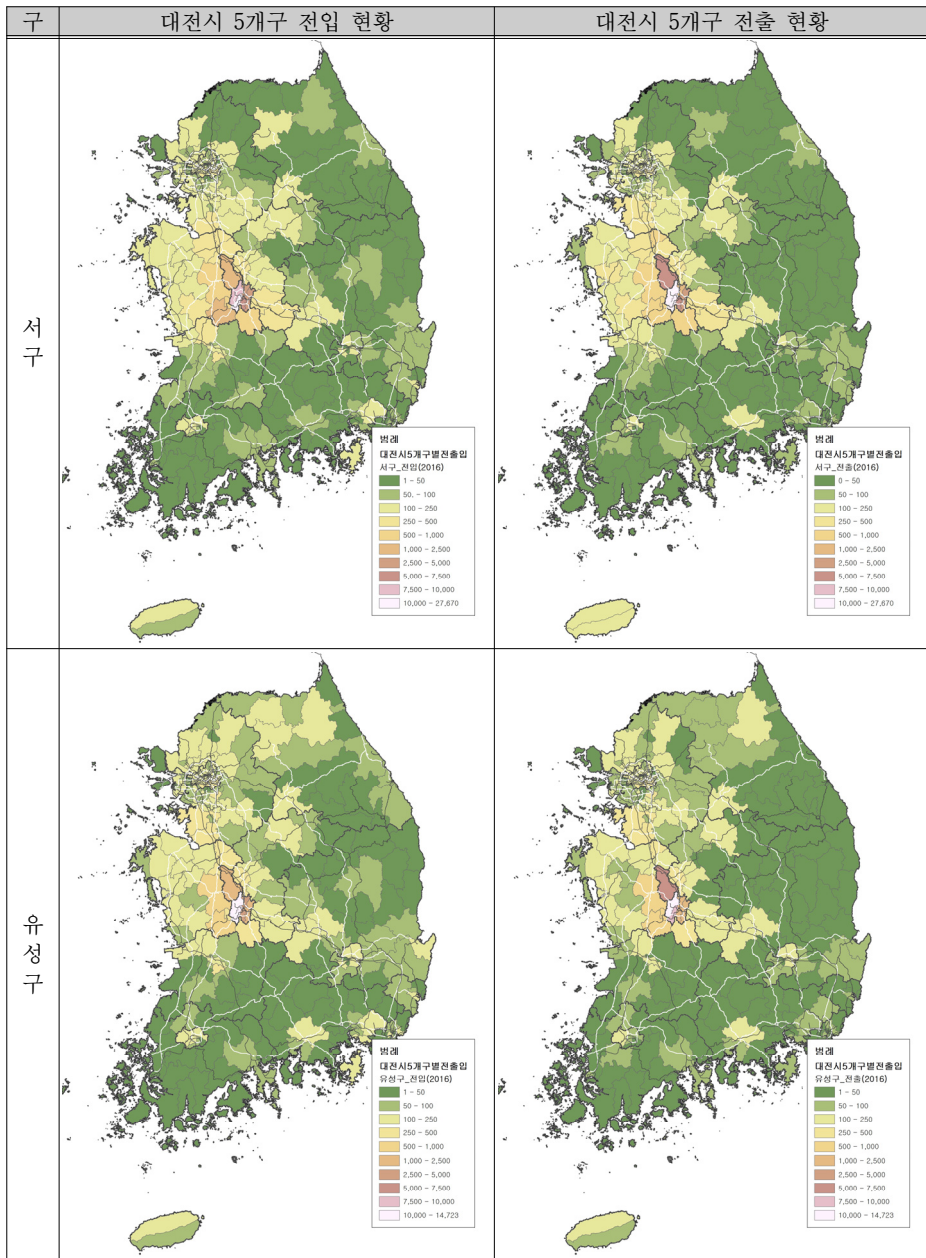 구
대전시 5개구 전입 현황
대전시 5개구 전출 현황
서
구
범례
대전시5개구별전출입
서구_전입(2016)
1 - 50
50. - 100
100 - 250
250 - 500
500 - 1,000
1,000 - 2,500
2,500 - 5,000
5,000 - 7,500
7,500 - 10,000
10,000 - 27,670
범례
대전시5개구별전출입
서구_전출(2016)
0 - 50
50 - 100
100 - 250
250 - 500
500 - 1,000
1,000 - 2,500
2,500 - 5,000
5,000 - 7,500
7,500 - 10,000
10,000 - 27,670
유
성
구
범례
대전시5개구별전출입
유성구_전입(2016)
1 - 50
50 - 100
100 - 250
250 - 500
500 - 1,000
1,000 - 2,500
2,500 - 5,000
5,000 - 7,500
7,500 - 10,000
10,000 - 14,723
범례
대전시5개구별전출입
유성구_전출(2016)
1 - 50
50 - 100
100 - 250
250 - 500
500 - 1,000
1,000 - 2,500
2,500 - 5,000
5,000 - 7,500
7,500 - 10,000
10,000 - 14,723